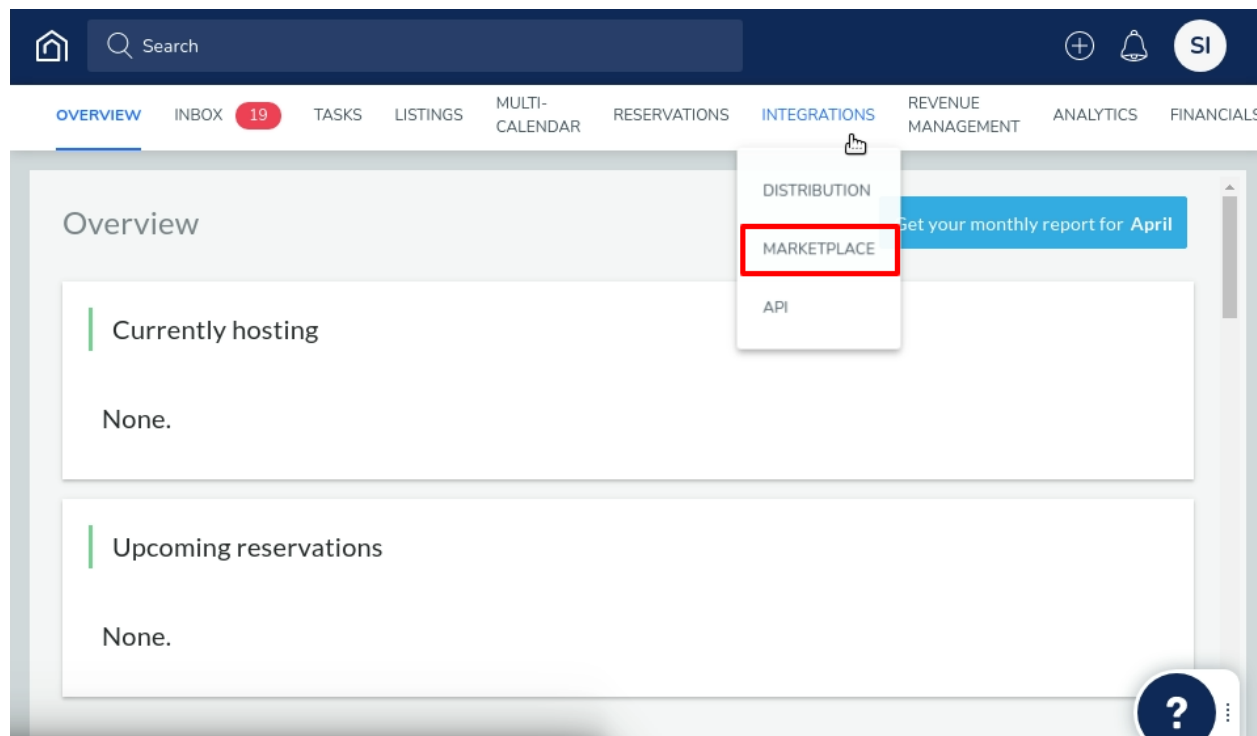 Search
SI
OVERVIEW
INBOX 19
TASKS
LISTINGS
MULTI-
CALENDAR
RESERVATIONS
INTEGRATIONS
REVENUE
MANAGEMENT
ANALYTICS
FINANCIALS
DISTRIBUTION
MARKETPLACE
API
Overview
Get your monthly report for April
Currently hosting
None.
Upcoming reservations
None.
?